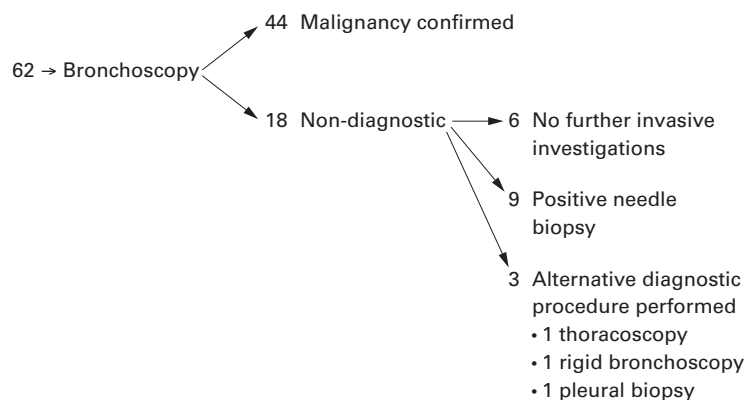 44 Malignancy confirmed
62 → Bronchoscopy
18 Non-diagnostic
6 No further invasive
investigations
9 Positive needle
biopsy
3 Alternative diagnostic
procedure performed
• 1 thoracoscopy
• 1 rigid bronchoscopy
• 1 pleural biopsy